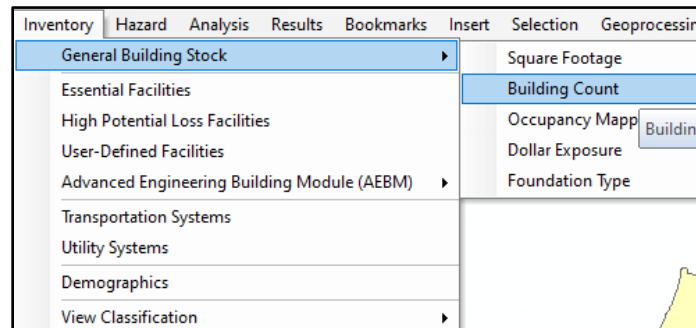 Inventory Hazard Analysis Results Bookmarks Insert Selection
General Building Stock
Square Footage
Essential Facilities
Building Count
High Potential Loss Facilities
Occupancy
User-Defined Facilities
Dollar Exposure
Advanced Engineering Building Module (AEBM)
Foundation Type
Transportation Systems
Utility Systems
Demographics
View Classification